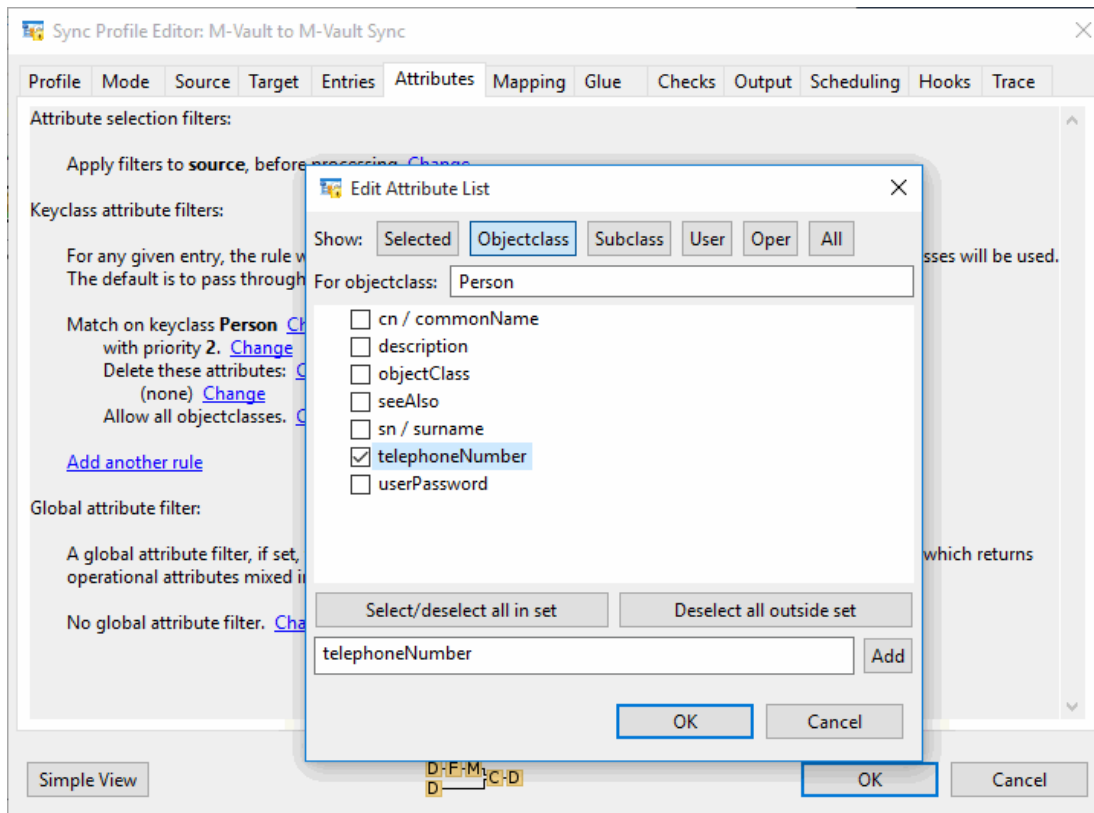 Sync Profile Editor: M-Vault to M-Vault Sync
Profile Mode Source Target Entries Attributes Mapping Glue Checks Output Scheduling Hooks Trace
Attribute selection filters:
Apply filters to source, before processing. Change
Keyclass attribute filters:
For any given entry, the rule w
sses will be used.
The default is to pass through
Match on keyclass Person Ch
with priority 2. Change
Delete these attributes: C
(none) Change
Allow all objectclasses. C
Add another rule
Global attribute filter:
A global attribute filter, if set,
which returns
operational attributes mixed i
No global attribute filter. Cha
Edit Attribute List
Show: Selected Objectclass Subclass User Oper All
For objectclass: Person
cn / commonName
description
objectClass
seeAlso
sn / surname
telephoneNumber
userPassword
Select/deselect all in set Deselect all outside set
telephoneNumber Add
OK Cancel
Simple View
D-F-M
D
C-D
OK Cancel